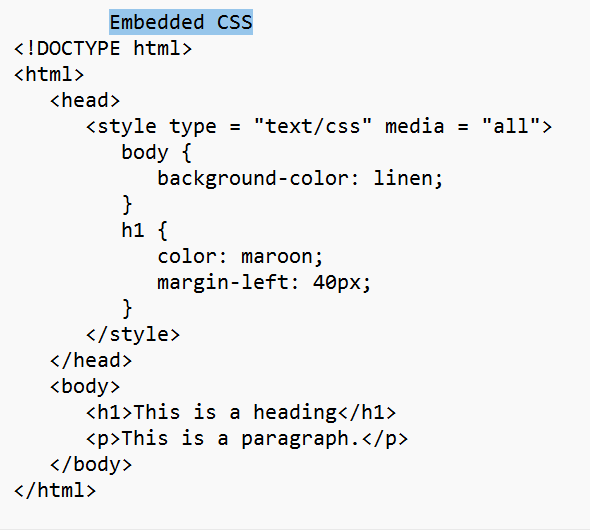 Embedded CSS
<!DOCTYPE html>
<html>
   <head>
      <style type = "text/css" media = "all">
         body {
            background-color: linen;
         }
         h1 {
            color: maroon;
            margin-left: 40px;
         }
      </style>
   </head>
   <body>
      <h1>This is a heading</h1>
      <p>This is a paragraph.</p>
   </body>
</html>